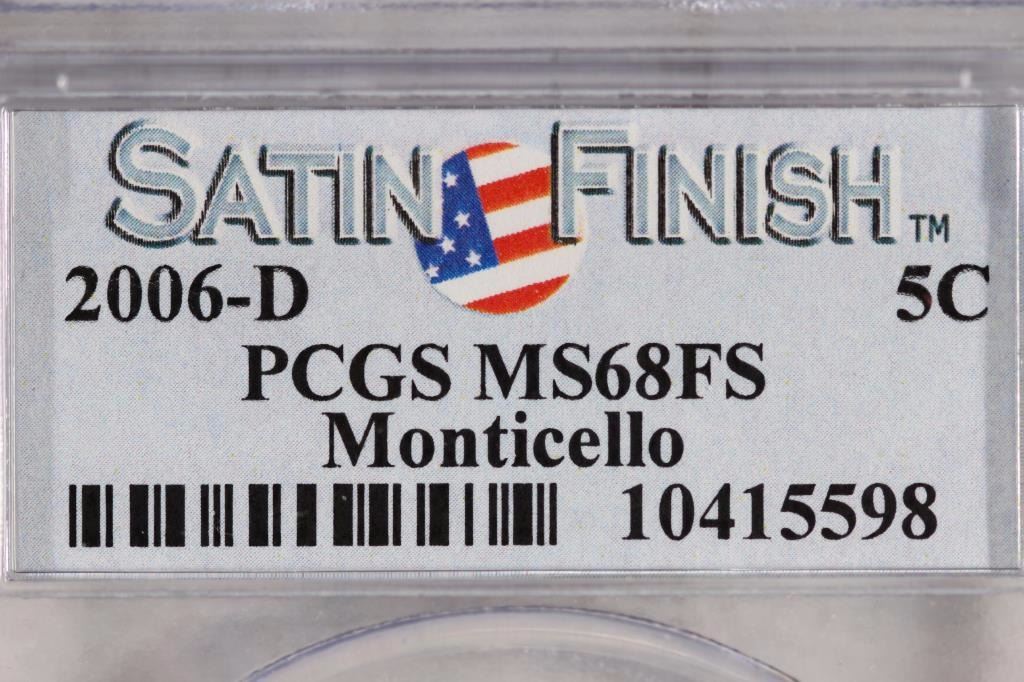 SATIN FINISH™
2006-D 5C
PCGS MS68FS
Monticello
10415598